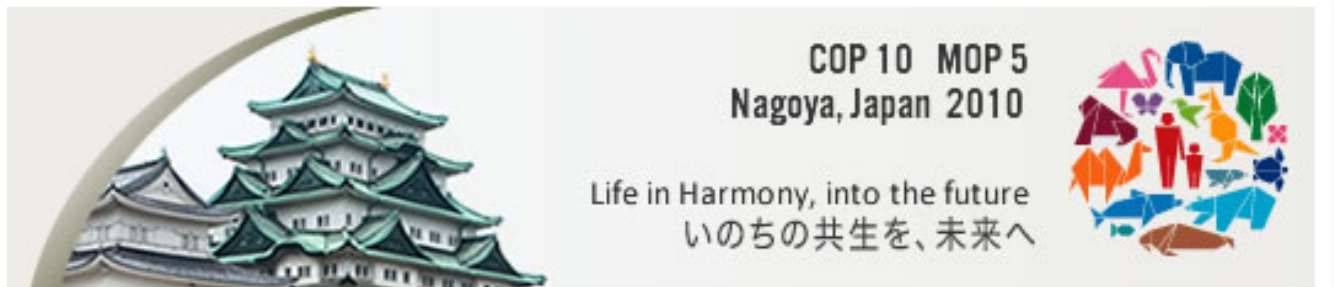 COP 10 MOP 5
Nagoya, Japan 2010
Life in Harmony, into the future
いのちの共生を、未来へ